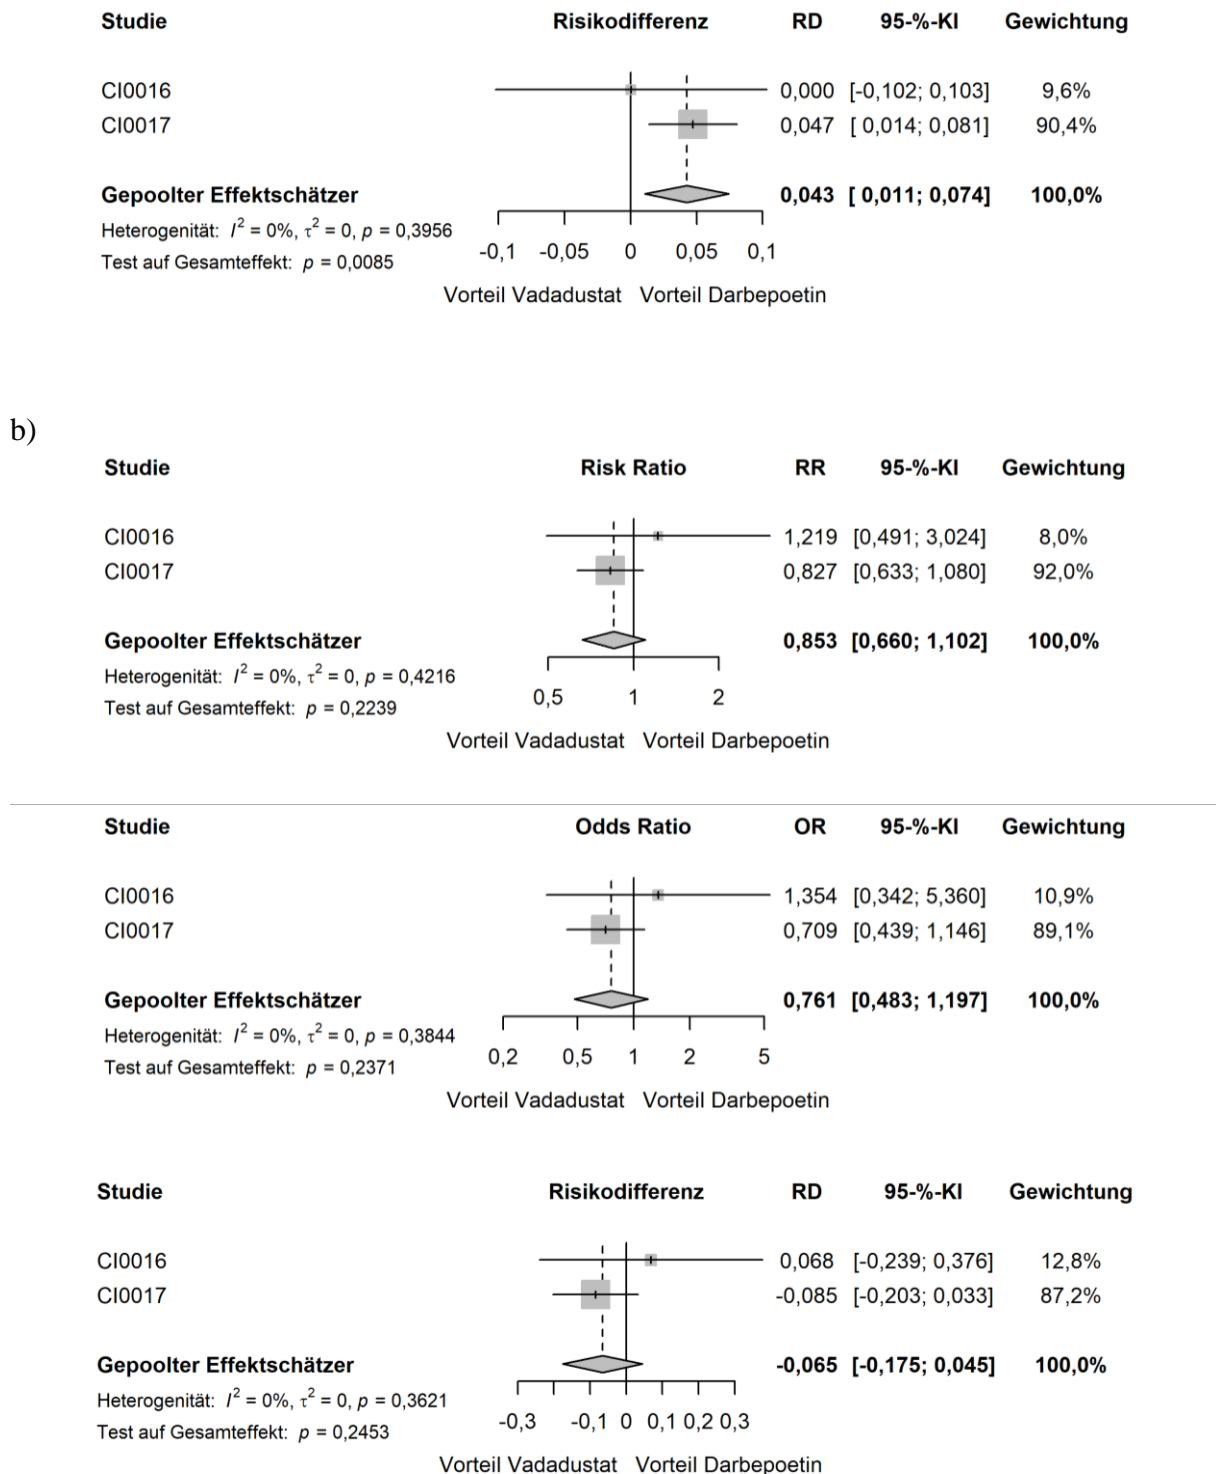 Studie Risikodifferenz RD 95-%-KI Gewichtung
CI0016 0,000 [-0,102; 0,103] 9,6%
CI0017 0,047 [ 0,014; 0,081] 90,4%
Gepoolter Effektschätzer 0,043 [ 0,011; 0,074] 100,0%
Heterogenität: I² = 0%, τ² = 0, p = 0,3956
Test auf Gesamteffekt: p = 0,0085
-0,1 -0,05 0 0,05 0,1
Vorteil Vadadustat Vorteil Darbepoetin
b)
Studie Risk Ratio RR 95-%-KI Gewichtung
CI0016 1,219 [0,491; 3,024] 8,0%
CI0017 0,827 [0,633; 1,080] 92,0%
Gepoolter Effektschätzer 0,853 [0,660; 1,102] 100,0%
Heterogenität: I² = 0%, τ² = 0, p = 0,4216
Test auf Gesamteffekt: p = 0,2239
0,5 1 2
Vorteil Vadadustat Vorteil Darbepoetin
Studie Odds Ratio OR 95-%-KI Gewichtung
CI0016 1,354 [0,342; 5,360] 10,9%
CI0017 0,709 [0,439; 1,146] 89,1%
Gepoolter Effektschätzer 0,761 [0,483; 1,197] 100,0%
Heterogenität: I² = 0%, τ² = 0, p = 0,3844
Test auf Gesamteffekt: p = 0,2371
0,2 0,5 1 2 5
Vorteil Vadadustat Vorteil Darbepoetin
Studie Risikodifferenz RD 95-%-KI Gewichtung
CI0016 0,068 [-0,239; 0,376] 12,8%
CI0017 -0,085 [-0,203; 0,033] 87,2%
Gepoolter Effektschätzer -0,065 [-0,175; 0,045] 100,0%
Heterogenität: I² = 0%, τ² = 0, p = 0,3621
Test auf Gesamteffekt: p = 0,2453
-0,3 -0,1 0 0,1 0,2 0,3
Vorteil Vadadustat Vorteil Darbepoetin